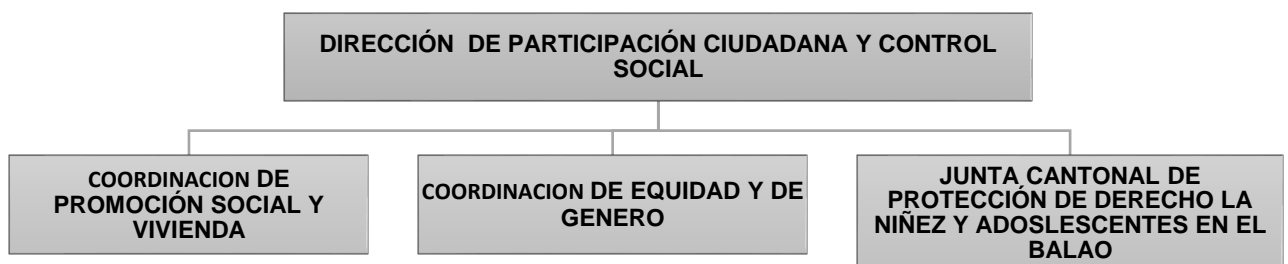 DIRECCIÓN DE PARTICIPACIÓN CIUDADANA Y CONTROL
SOCIAL
COORDINACION DE
PROMOCIÓN SOCIAL Y
VIVIENDA
COORDINACION DE EQUIDAD Y DE
GENERO
JUNTA CANTONAL DE
PROTECCIÓN DE DERECHO LA
NIÑEZ Y ADOSLESCENTES EN EL
BALAO